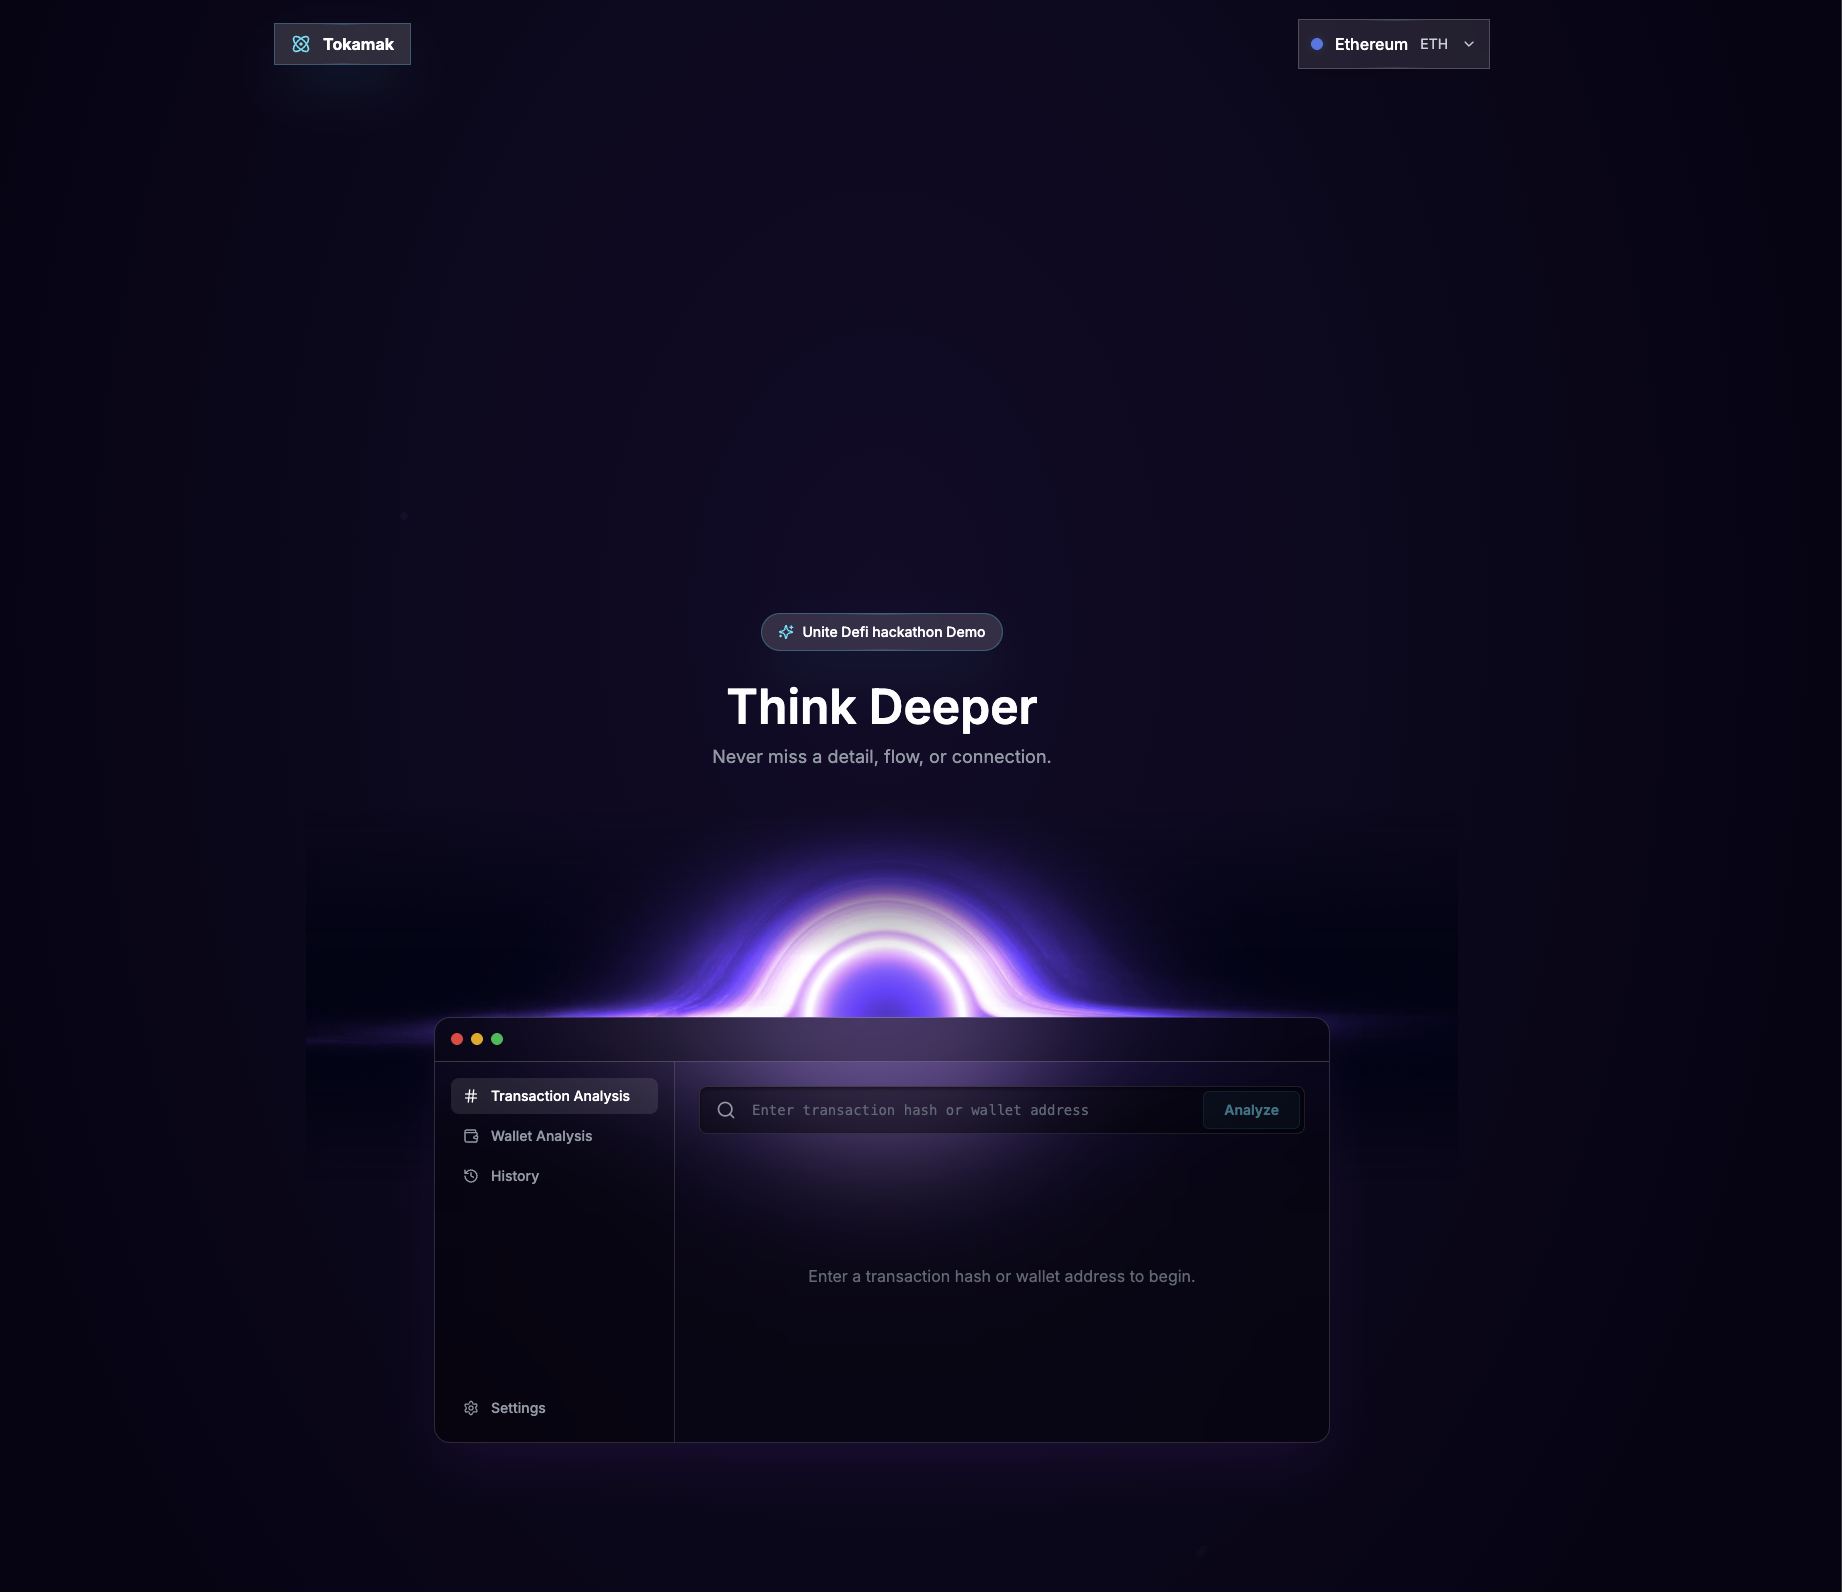 Tokamak
Ethereum ETH
Unite Defi hackathon Demo
Think Deeper
Never miss a detail, flow, or connection.
Transaction Analysis
Wallet Analysis
History
Settings
Enter transaction hash or wallet address
Analyze
Enter a transaction hash or wallet address to begin.